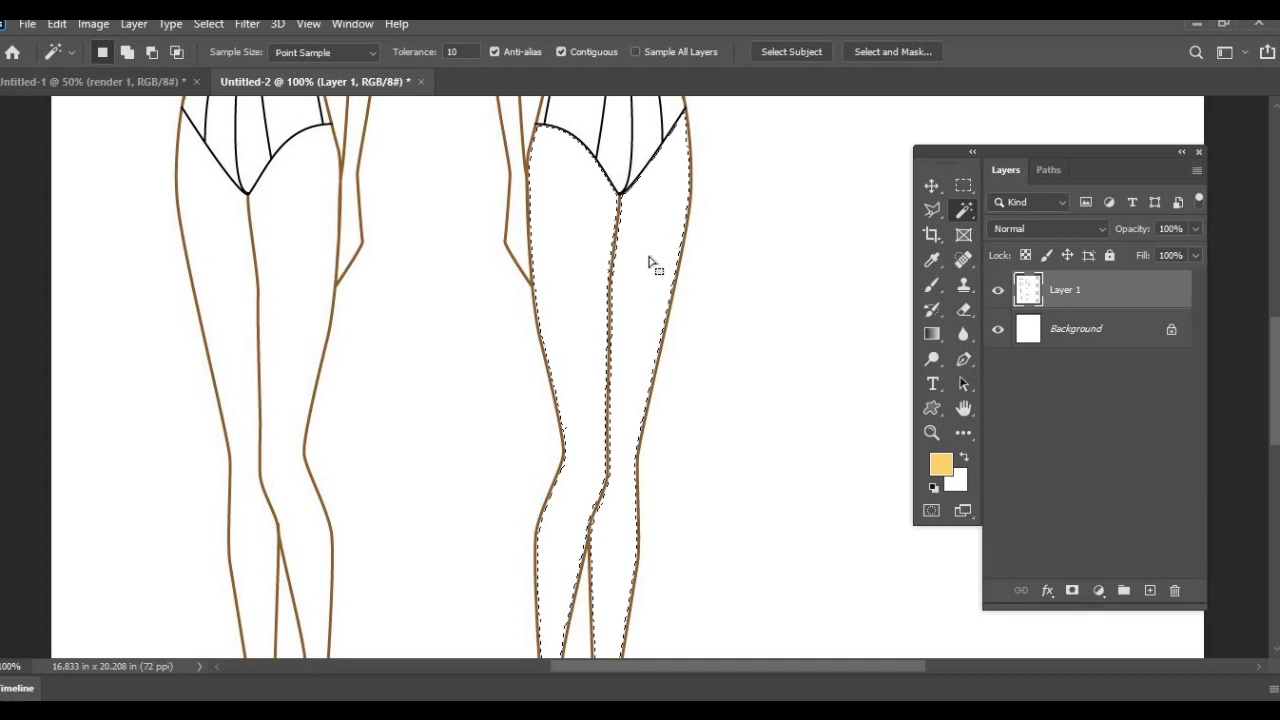 File Edit Image Layer Type Select Filter 3D View Window Help
Sample Size: Point Sample Tolerance: 10 Anti-alias Contiguous Sample All Layers Select Subject Select and Mask...
Untitled-1 @ 50% (render 1, RGB/8#) * × Untitled-2 @ 100% (Layer 1, RGB/8#) * ×
Layers Paths
Kind
Normal Opacity: 100%
Lock: Fill: 100%
Layer 1
Background
100% 16.833 in x 20.208 in (72 ppi)
Timeline